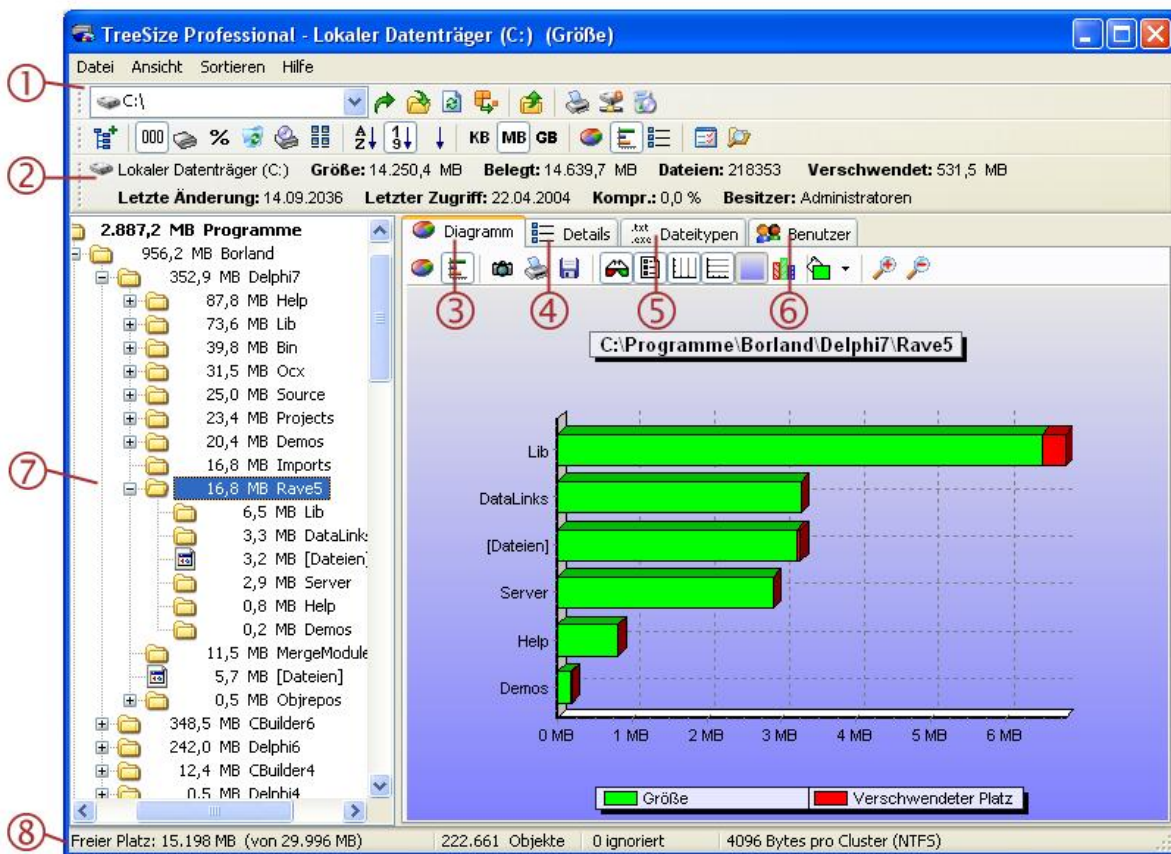 TreeSize Professional - Lokaler Datenträger (C:) (Größe)
Datei Ansicht Sortieren Hilfe
1
C:\
000 % A Z 1 9 KB MB GB
2
Lokaler Datenträger (C:) Größe: 14.250,4 MB Belegt: 14.639,7 MB Dateien: 218353 Verschwendet: 531,5 MB
Letzte Änderung: 14.09.2036 Letzter Zugriff: 22.04.2004 Kompr.: 0,0 % Besitzer: Administratoren
2.887,2 MB Programme
956,2 MB Borland
352,9 MB Delphi7
87,8 MB Help
73,6 MB Lib
39,8 MB Bin
31,5 MB Ocx
25,0 MB Source
23,4 MB Projects
20,4 MB Demos
16,8 MB Imports
7
16,8 MB Rave5
6,5 MB Lib
3,3 MB DataLink
3,2 MB [Dateien]
2,9 MB Server
0,8 MB Help
0,2 MB Demos
11,5 MB MergeModule
5,7 MB [Dateien]
0,5 MB Objrepos
348,5 MB CBuilder6
242,0 MB Delphi6
12,4 MB CBuilder4
0,5 MB Delphi4
Diagramm Details .txt .exe Dateitypen Benutzer
3 4 5 6
C:\Programme\Borland\Delphi7\Rave5
Lib
DataLinks
[Dateien]
Server
Help
Demos
0 MB 1 MB 2 MB 3 MB 4 MB 5 MB 6 MB
Größe Verschwendeter Platz
8
Freier Platz: 15.198 MB (von 29.996 MB) 222.661 Objekte 0 ignoriert 4096 Bytes pro Cluster (NTFS)